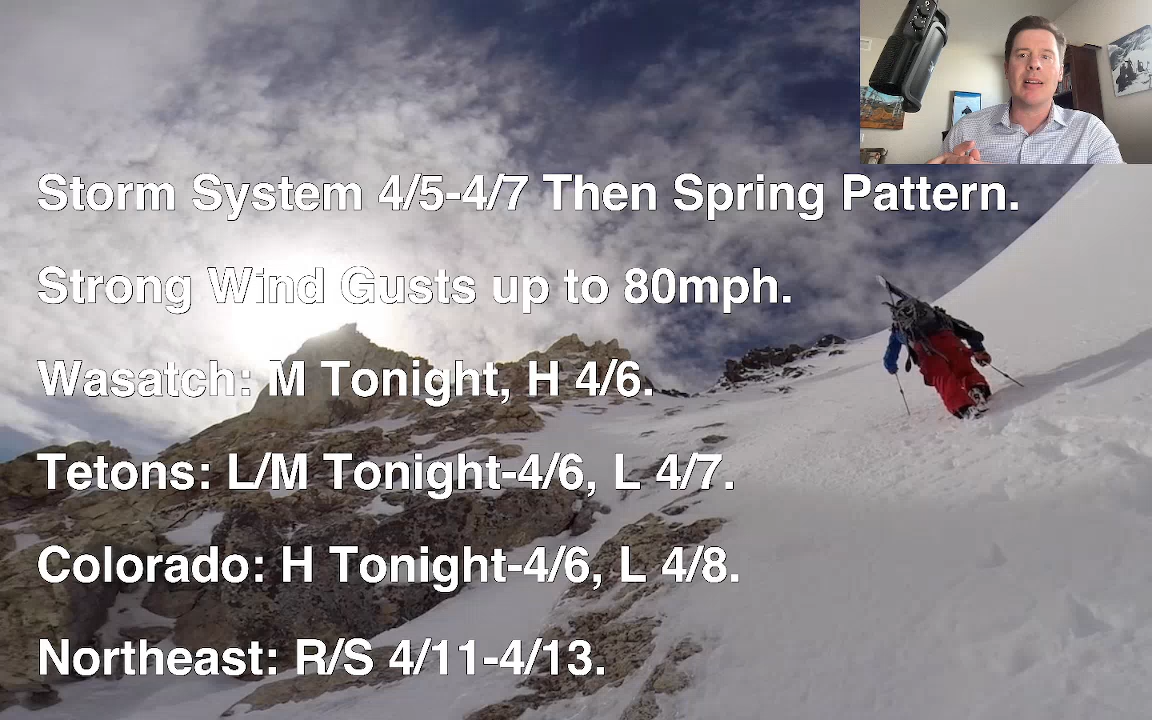 Storm System 4/5-4/7 Then Spring Pattern.
Strong Wind Gusts up to 80mph.
Wasatch: M Tonight, H 4/6.
Tetons: L/M Tonight-4/6, L 4/7.
Colorado: H Tonight-4/6, L 4/8.
Northeast: R/S 4/11-4/13.